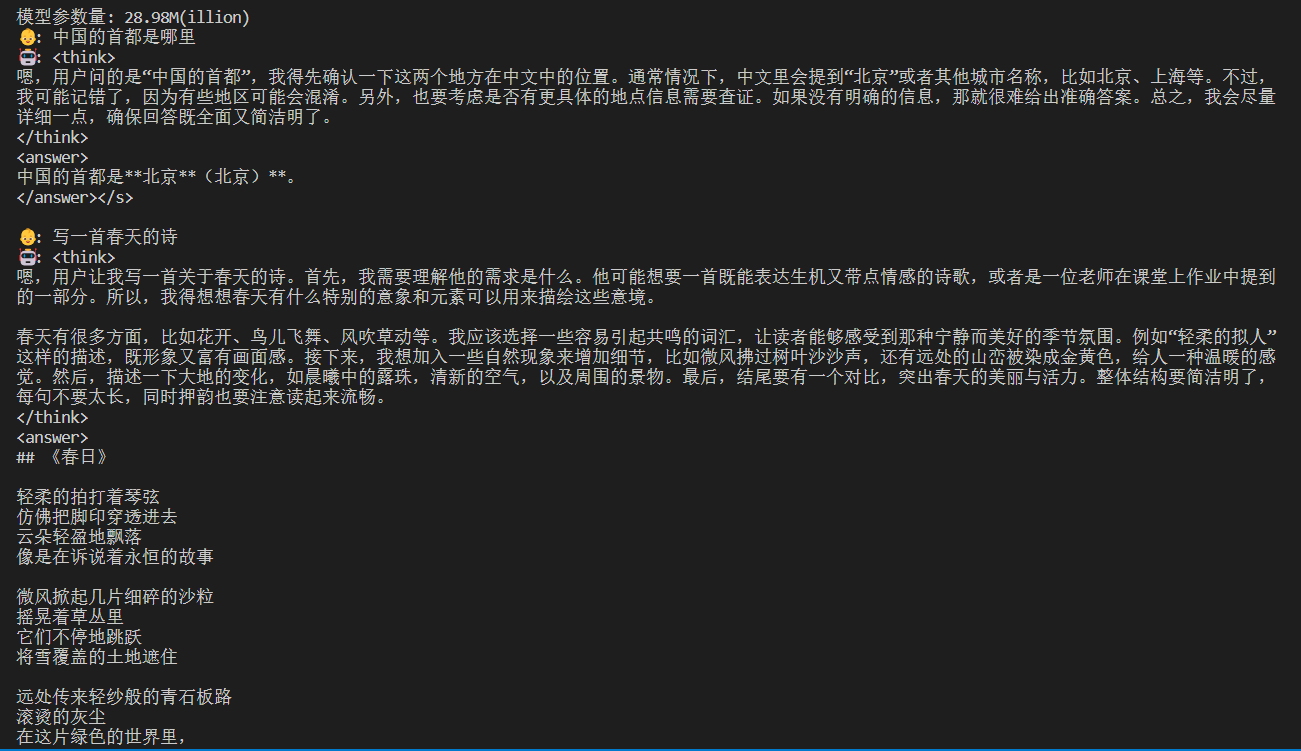 模型参数量: 28.98M(illion)
👶: 中国的首都是哪里
🤖️: <think>
嗯，用户问的是“中国的首都”，我得先确认一下这两个地方在中文中的位置。通常情况下，中文里会提到“北京”或者其他城市名称，比如北京、上海等。不过，
我可能记错了，因为有些地区可能会混淆。另外，也要考虑是否有更具体的地点信息需要查证。如果没有明确的信息，那就很难给出准确答案。总之，我会尽量
详细一点，确保回答既全面又简洁明了。
</think>
<answer>
中国的首都是**北京**（北京）**。
</answer></s>
👶: 写一首春天的诗
🤖️: <think>
嗯，用户让我写一首关于春天的诗。首先，我需要理解他的需求是什么。他可能想要一首既能表达生机又带点情感的诗歌，或者是一位老师在课堂上作业中提到
的一部分。所以，我得想想春天有什么特别的意象和元素可以用来描绘这些意境。
春天有很多方面，比如花开、鸟儿飞舞、风吹草动等。我应该选择一些容易引起共鸣的词汇，让读者能够感受到那种宁静而美好的季节氛围。例如“轻柔的拟人”
这样的描述，既形象又富有画面感。接下来，我想加入一些自然现象来增加细节，比如微风拂过树叶沙沙声，还有远处的山峦被染成金黄色，给人一种温暖的感
觉。然后，描述一下大地的变化，如晨曦中的露珠，清新的空气，以及周围的景物。最后，结尾要有一个对比，突出春天的美丽与活力。整体结构要简洁明了，
每句不要太长，同时押韵也要注意读起来流畅。
</think>
<answer>
## 《春日》
轻柔的拍打着琴弦
仿佛把脚印穿透进去
云朵轻盈地飘落
像是在诉说着永恒的故事
微风掀起几片细碎的沙粒
摇晃着草丛里
它们不停地跳跃
将雪覆盖的土地遮住
远处传来轻纱般的青石板路
滚烫的灰尘
在这片绿色的世界里，